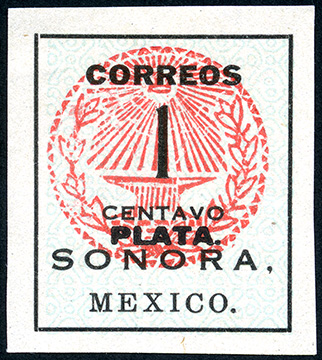 CORREOS
1
CENTAVO
PLATA.
SONORA,
MEXICO.